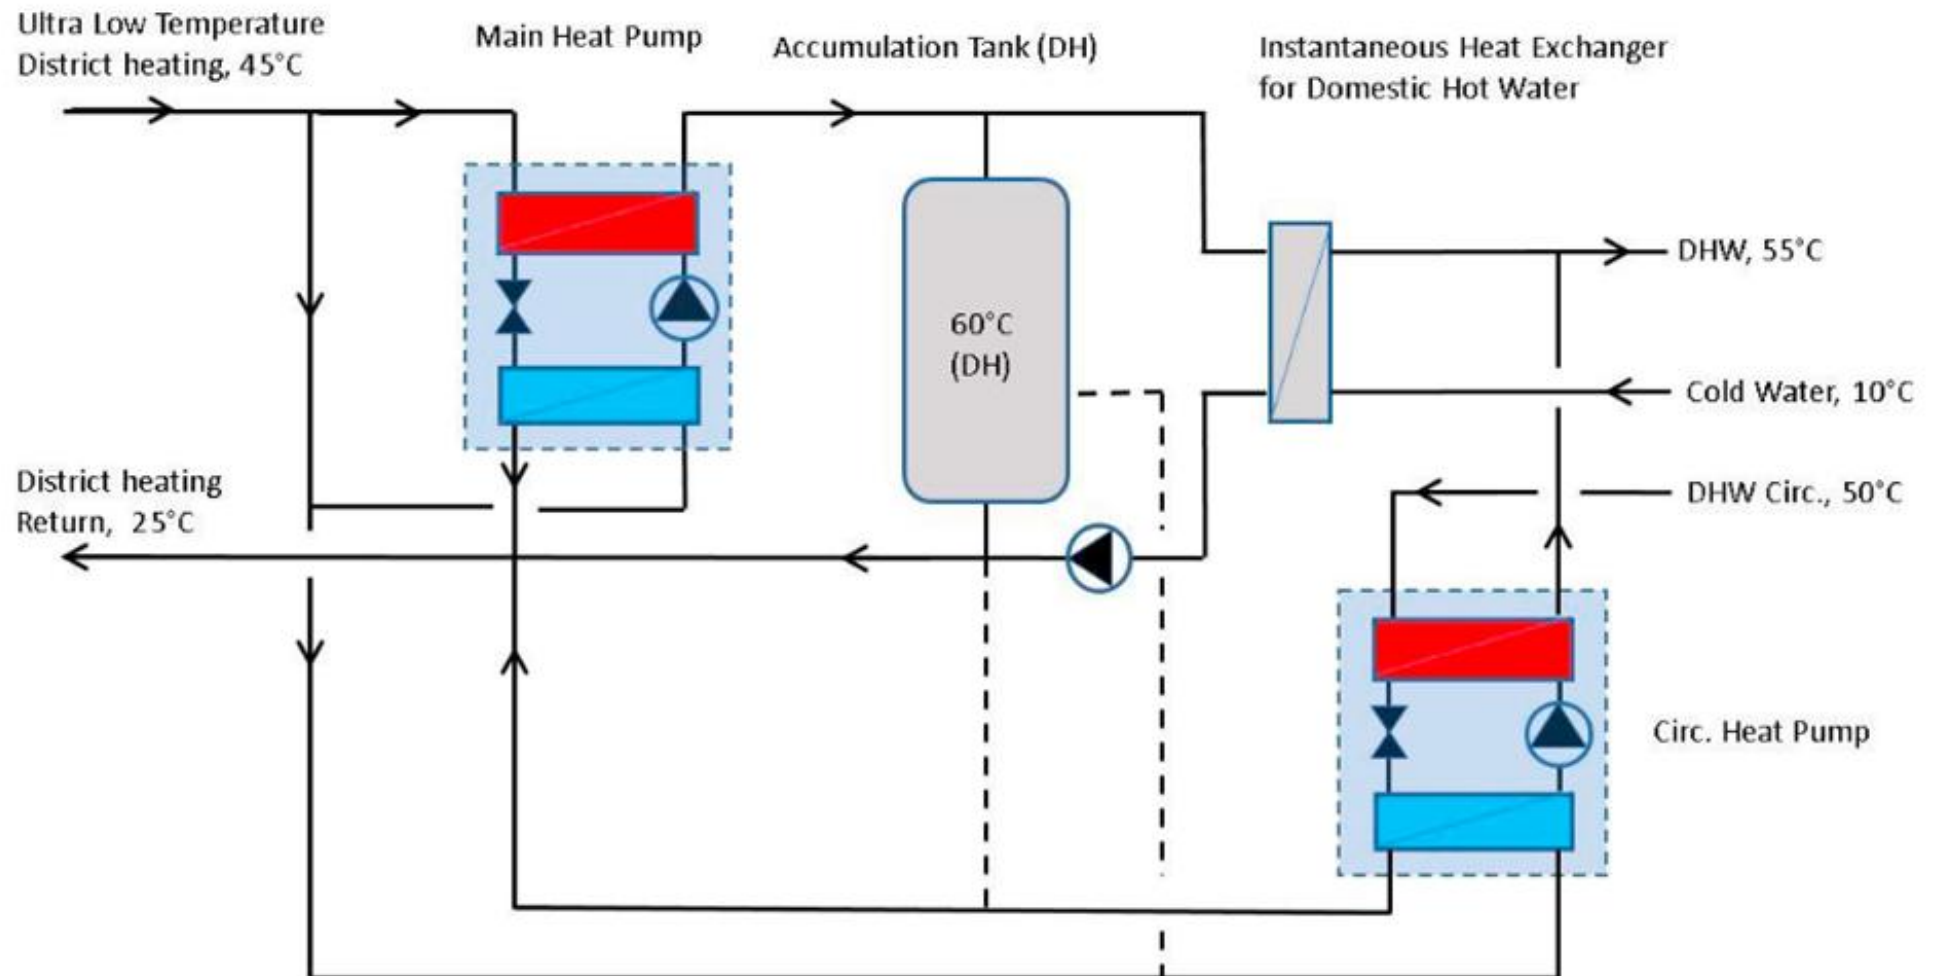 Ultra Low Temperature
District heating, 45°C
Main Heat Pump
Accumulation Tank (DH)
Instantaneous Heat Exchanger
for Domestic Hot Water
DHW, 55°C
60°C
(DH)
Cold Water, 10°C
District heating
Return, 25°C
DHW Circ., 50°C
Circ. Heat Pump